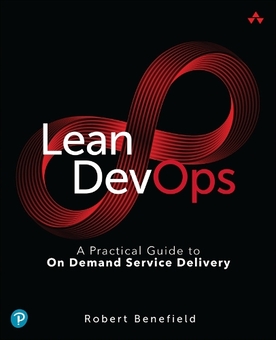 Lean
DevOps
A Practical Guide to
On Demand Service Delivery
P
Robert Benefield